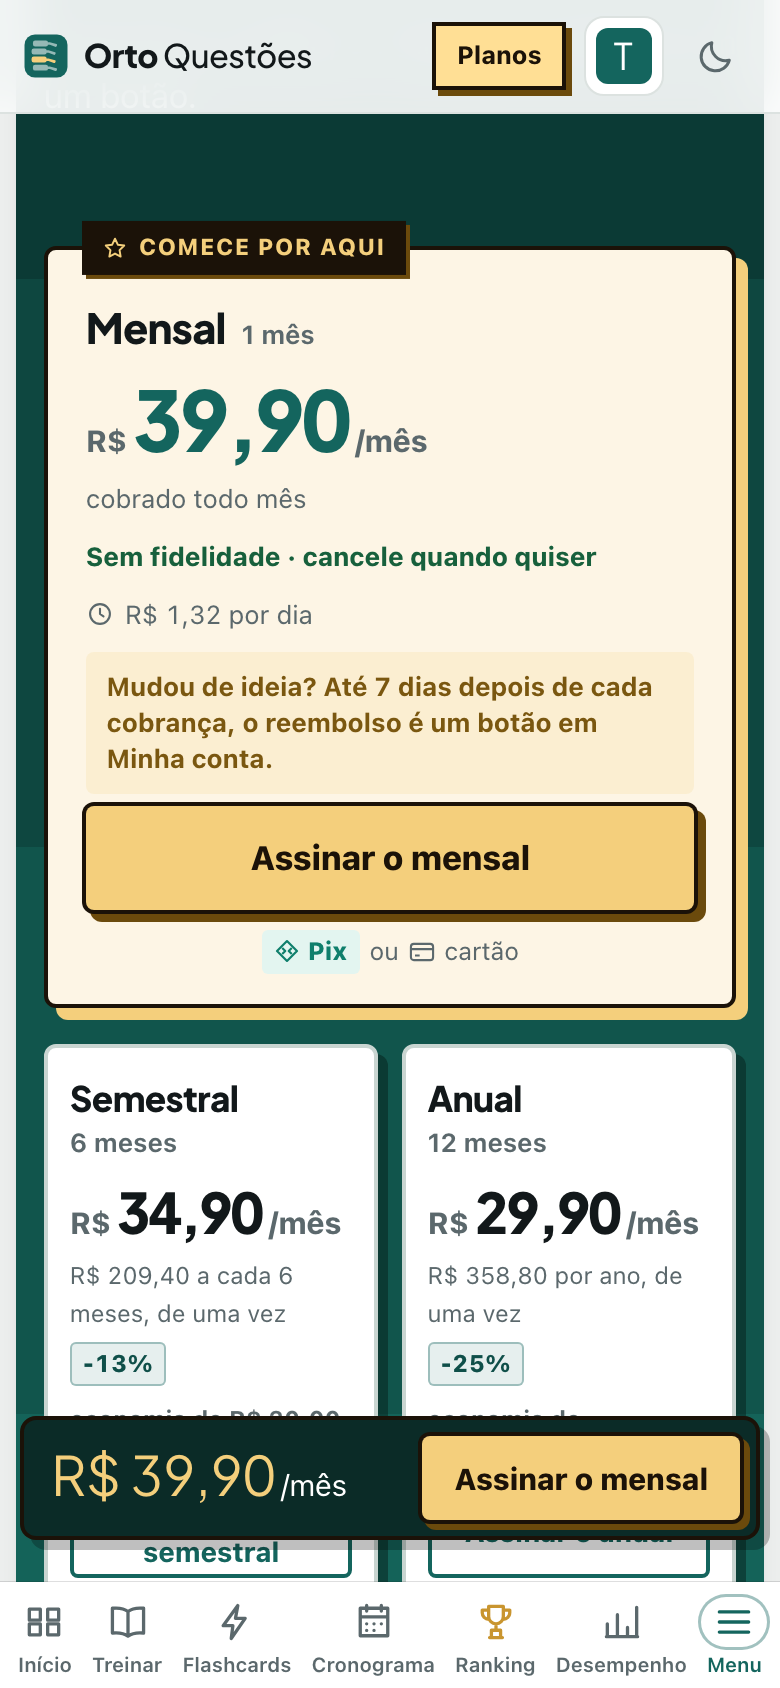 Orto Questões
Planos
T
um botão.
COMECE POR AQUI
Mensal 1 mês
R$ 39,90/mês
cobrado todo mês
Sem fidelidade · cancele quando quiser
R$ 1,32 por dia
Mudou de ideia? Até 7 dias depois de cada
cobrança, o reembolso é um botão em
Minha conta.
Assinar o mensal
Pix ou cartão
Semestral
6 meses
R$ 34,90/mês
R$ 209,40 a cada 6
meses, de uma vez
-13%
Anual
12 meses
R$ 29,90/mês
R$ 358,80 por ano, de
uma vez
-25%
R$ 39,90/mês
Assinar o mensal
semestral
Início
Treinar
Flashcards
Cronograma
Ranking
Desempenho
Menu